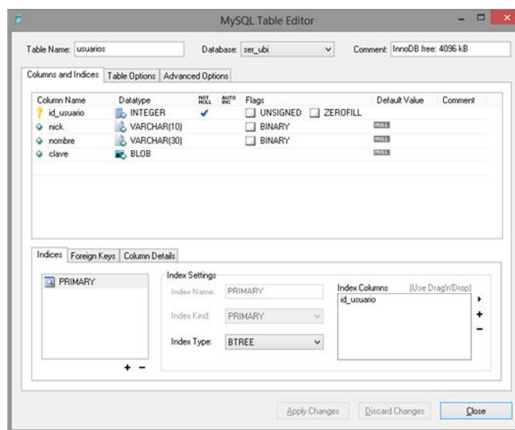 MySQL Table Editor
Table Name: usuarios Database: ser_ubi Comment: InnoDB free: 4096 kB
Columns and Indices Table Options Advanced Options
Column Name Datatype NOT NULL AUTO INC Flags Default Value Comment
id_usuario INTEGER UNSIGNED ZEROFILL
nick VARCHAR(10) BINARY NULL
nombre VARCHAR(30) BINARY NULL
clave BLOB NULL
Indices Foreign Keys Column Details
PRIMARY
Index Settings
Index Name: PRIMARY
Index Kind: PRIMARY
Index Type: BTREE
Index Columns (Use Drag'n'Drop)
id_usuario
Apply Changes Discard Changes Close